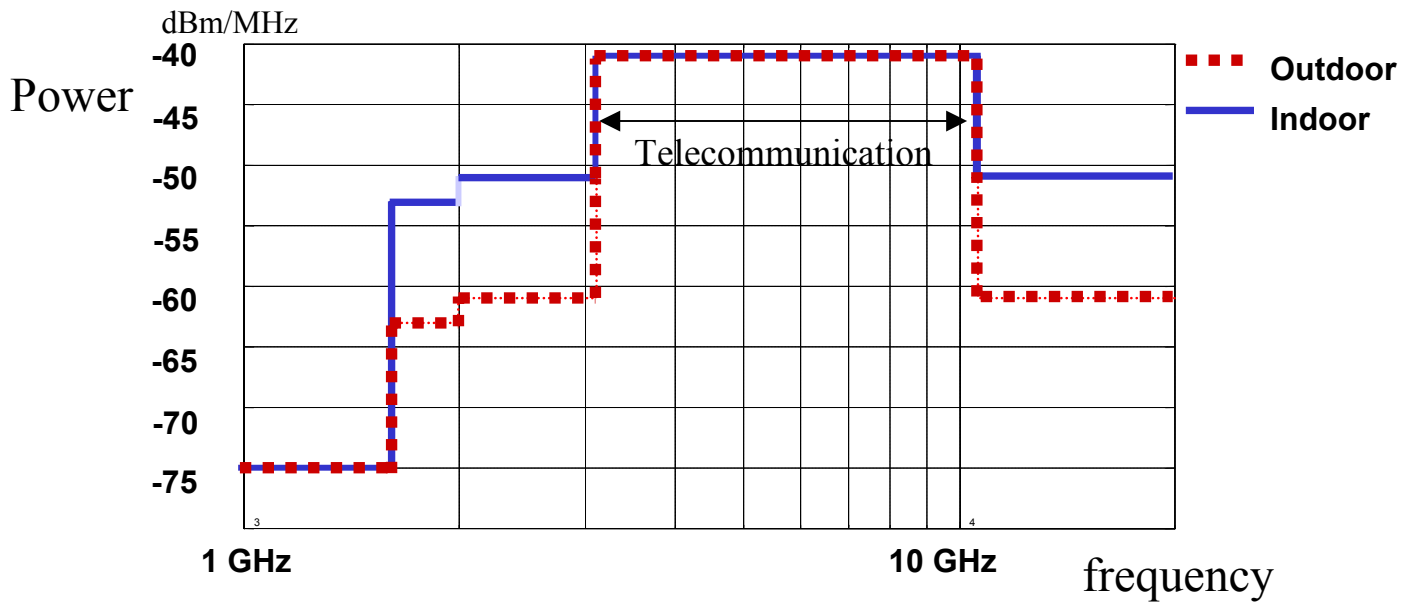 dBm/MHz
-40
Power
-45
-50
-55
-60
-65
-70
-75
Outdoor
Indoor
Telecommunication
3
4
1 GHz
10 GHz
frequency